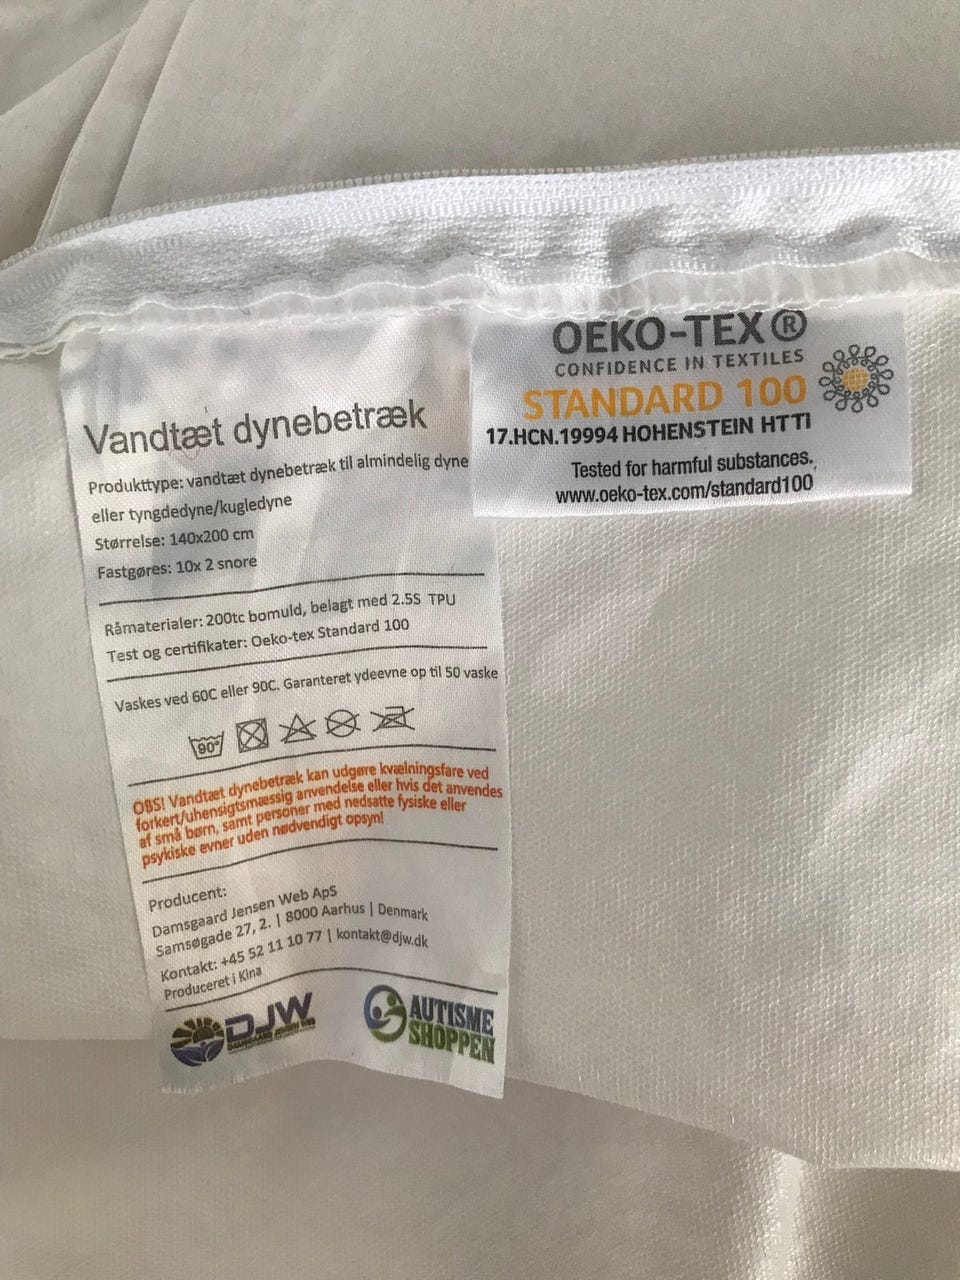 Vandtæt dynebetræk
Produkttype: vandtæt dynebetræk til almindelig dyne
eller tyngdedyne/kugledyne
Størrelse: 140x200 cm
Fastgøres: 10x 2 snore
Råmaterialer: 200tc bomuld, belagt med 2.5S TPU
Test og certifikater: Oeko-tex Standard 100
Vaskes ved 60C eller 90C. Garanteret ydeevne op til 50 vaske
90°
OBS! Vandtæt dynebetræk kan udgøre kvælningsfare ved
forkert/uhensigtsmæssig anvendelse eller hvis det anvendes
af små børn, samt personer med nedsatte fysiske eller
psykiske evner uden nødvendigt opsyn!
Producent:
Damsgaard Jensen Web ApS
Samsøgade 27, 2. | 8000 Aarhus | Denmark
Kontakt: +45 52 11 10 77 | kontakt@djw.dk
Produceret i Kina
DJW
DAMSGAARD JENSEN WEB
AUTISME
SHOPPEN
OEKO-TEX®
CONFIDENCE IN TEXTILES
STANDARD 100
17.HCN.19994 HOHENSTEIN HTTI
Tested for harmful substances.
www.oeko-tex.com/standard100